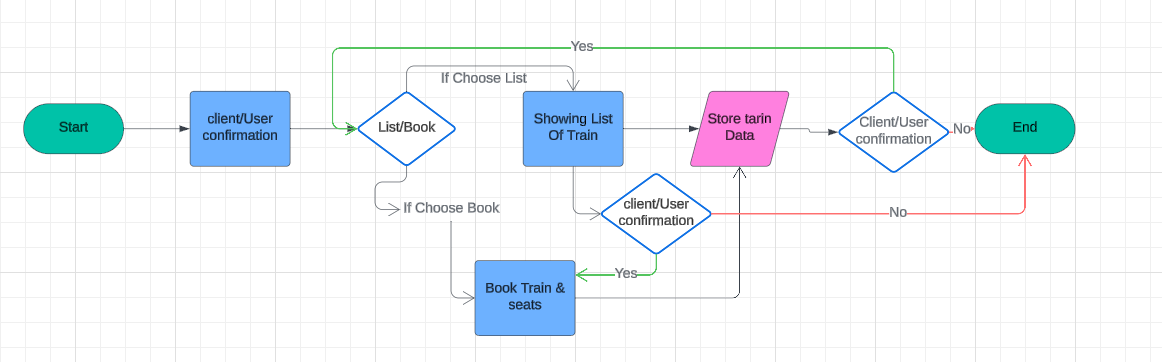 Yes
If Choose List
Start
client/User
confirmation
List/Book
Showing List
Of Train
Store tarin
Data
Client/User
confirmation
No
End
If Choose Book
client/User
confirmation
No
Yes
Book Train &
seats